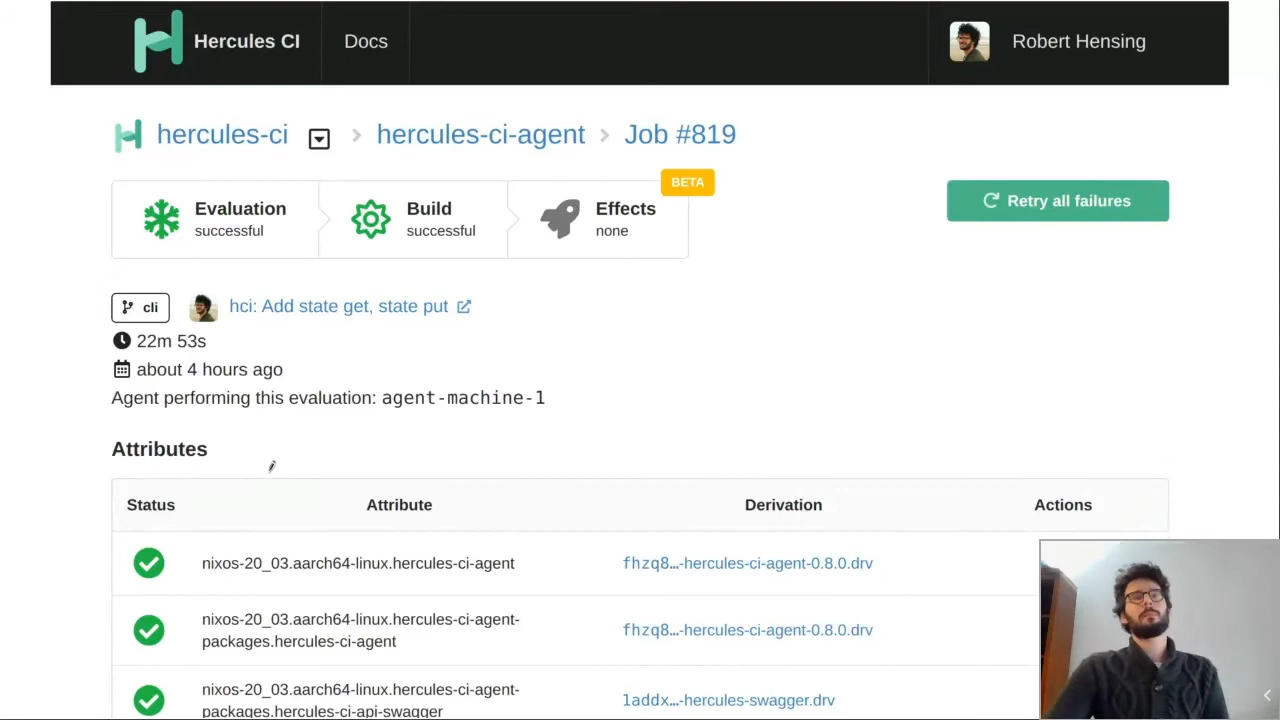 Hercules CI
Docs
Robert Hensing
hercules-ci
hercules-ci-agent
Job #819
BETA
Evaluation
successful
Build
successful
Effects
none
Retry all failures
cli
hci: Add state get, state put
22m 53s
about 4 hours ago
Agent performing this evaluation: agent-machine-1
Attributes
Status Attribute Derivation Actions
nixos-20_03.aarch64-linux.hercules-ci-agent
fhzq8…-hercules-ci-agent-0.8.0.drv
nixos-20_03.aarch64-linux.hercules-ci-agent-
packages.hercules-ci-agent
fhzq8…-hercules-ci-agent-0.8.0.drv
nixos-20_03.aarch64-linux.hercules-ci-agent-
packages.hercules-ci-api-swagger
1addx…-hercules-swagger.drv